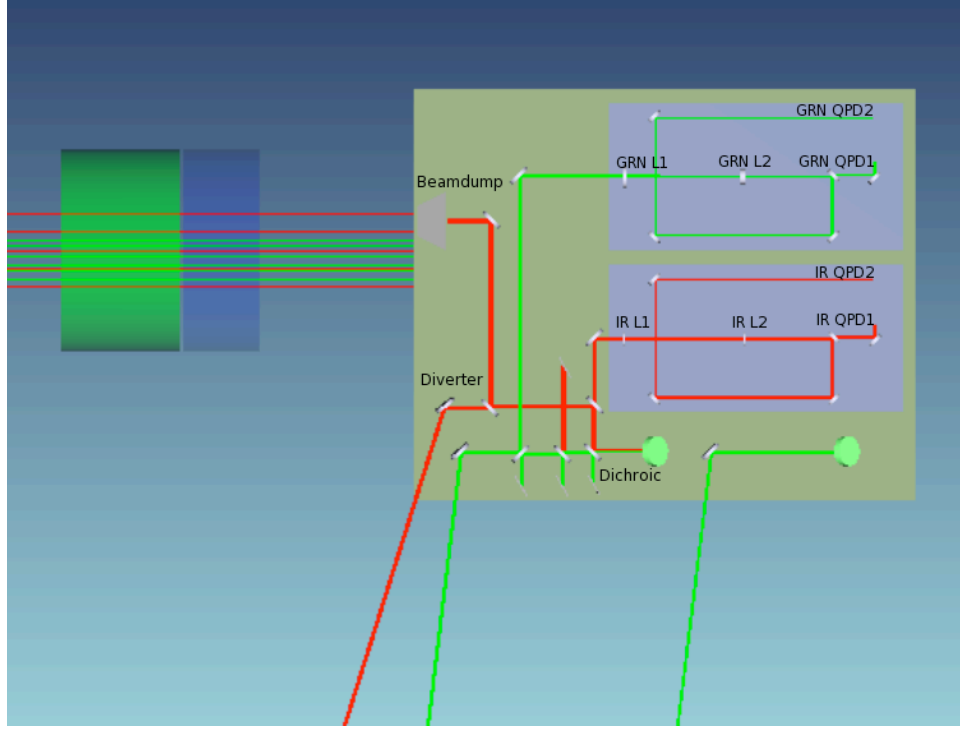 GRN QPD2
GRN L1
GRN L2
GRN QPD1
Beamdump
IR QPD2
IR L1
IR L2
IR QPD1
Diverter
Dichroic